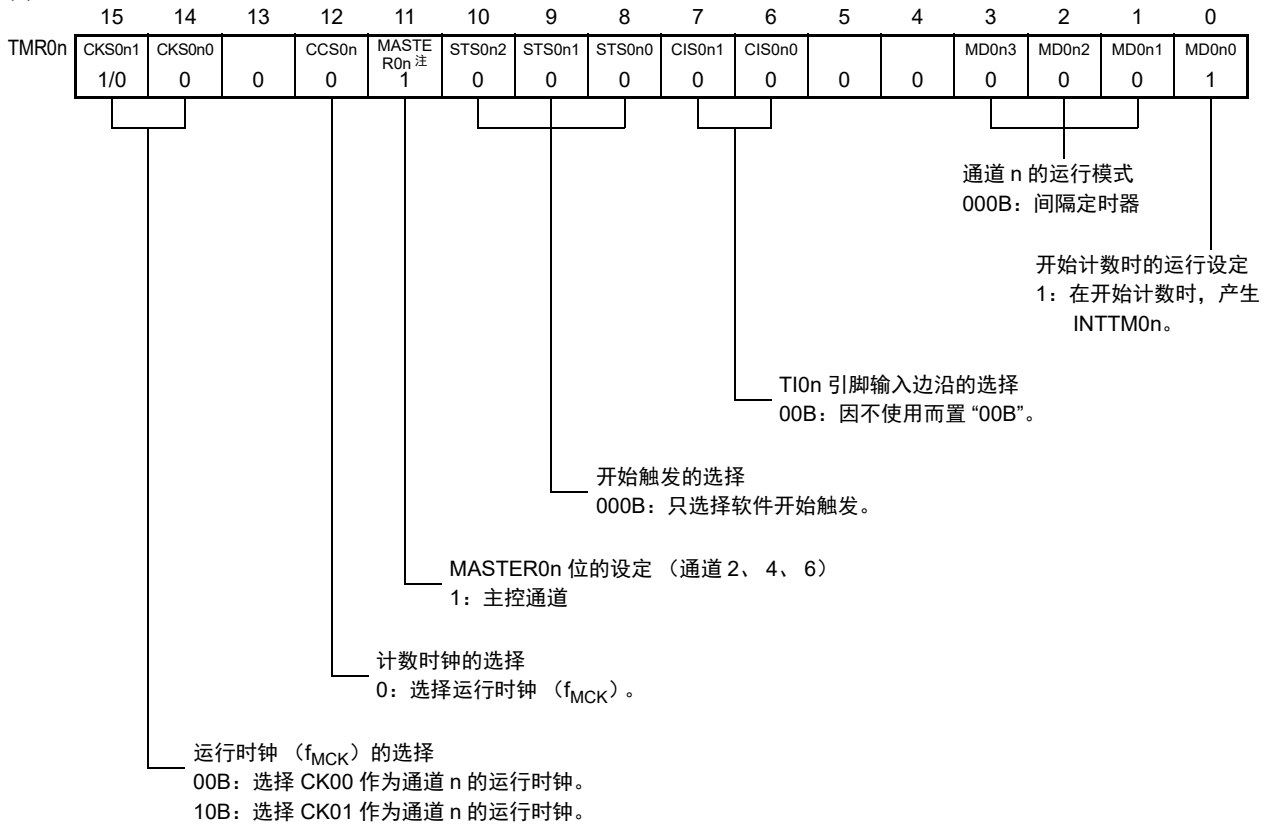 15 14 13 12 11 10 9 8 7 6 5 4 3 2 1 0
TMR0n CKS0n1 CKS0n0 CCS0n MASTE R0n 注 STS0n2 STS0n1 STS0n0 CIS0n1 CIS0n0 MD0n3 MD0n2 MD0n1 MD0n0
1/0 0 0 0 1 0 0 0 0 0 0 0 0 0 0 1
通道 n 的运行模式
000B：间隔定时器
开始计数时的运行设定
1：在开始计数时，产生
INTTM0n。
TI0n 引脚输入边沿的选择
00B：因不使用而置 “00B”。
开始触发的选择
000B：只选择软件开始触发。
MASTER0n 位的设定 （通道 2、 4、 6）
1：主控通道
计数时钟的选择
0：选择运行时钟 （fMCK）。
运行时钟 （fMCK）的选择
00B：选择 CK00 作为通道 n 的运行时钟。
10B：选择 CK01 作为通道 n 的运行时钟。